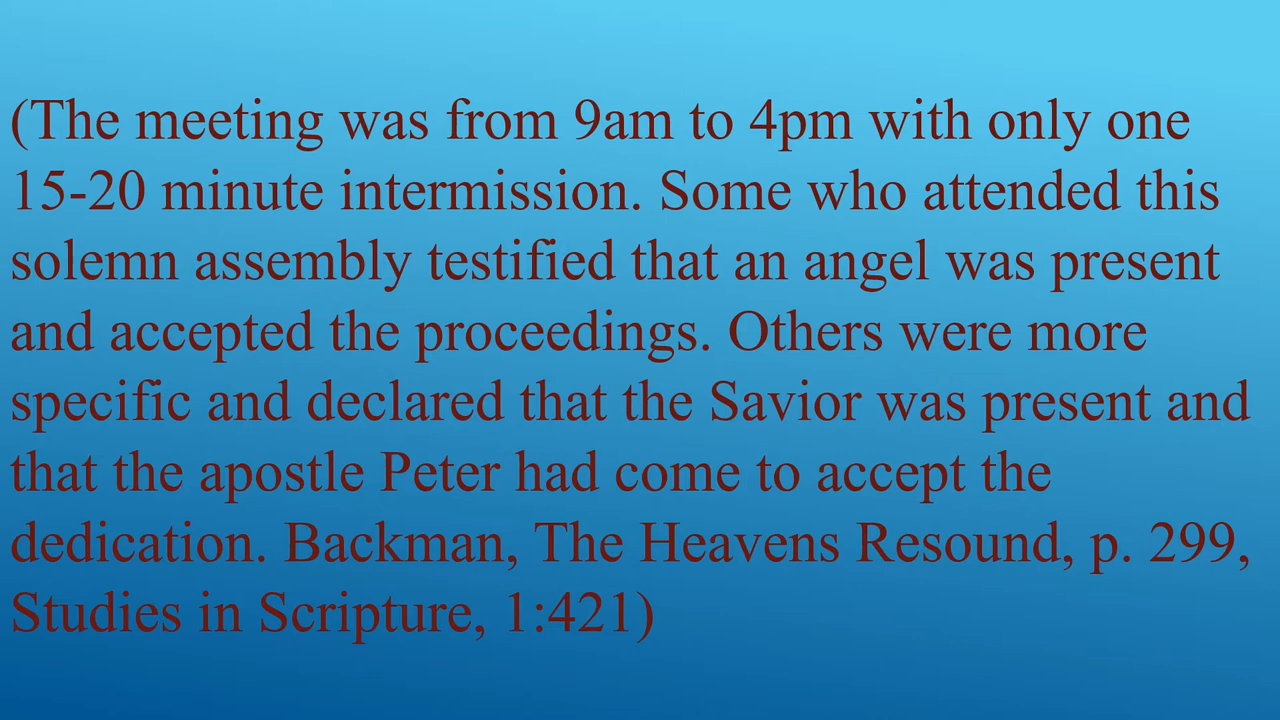 (The meeting was from 9am to 4pm with only one
15-20 minute intermission. Some who attended this
solemn assembly testified that an angel was present
and accepted the proceedings. Others were more
specific and declared that the Savior was present and
that the apostle Peter had come to accept the
dedication. Backman, The Heavens Resound, p. 299,
Studies in Scripture, 1:421)